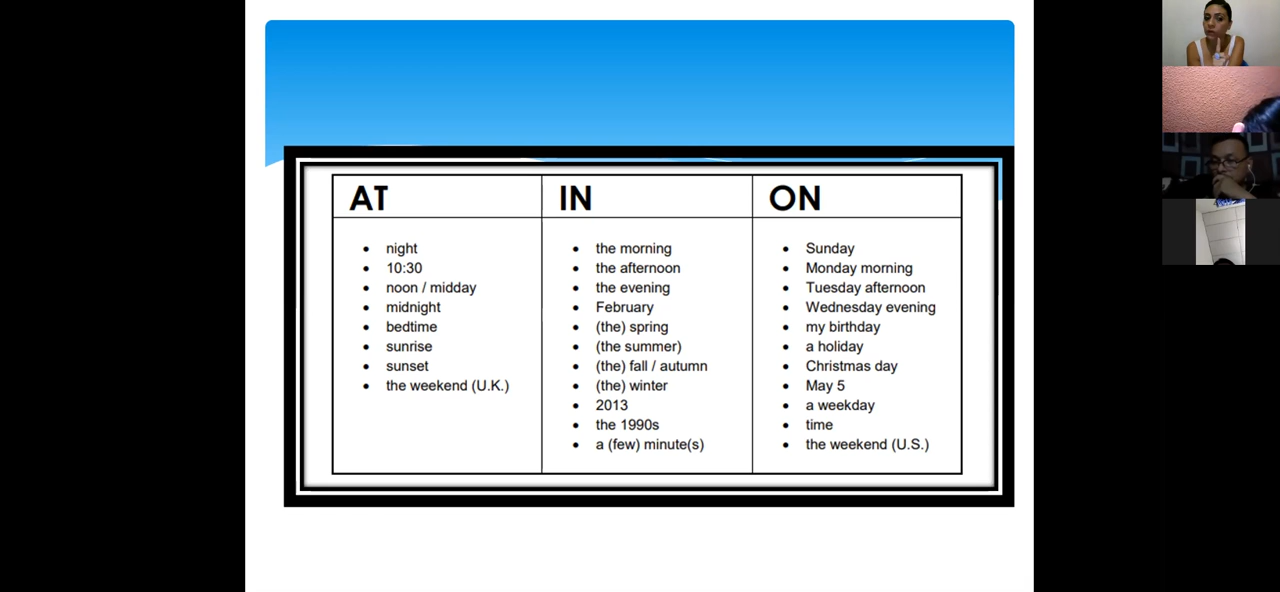 AT
night
10:30
noon / midday
midnight
bedtime
sunrise
sunset
the weekend (U.K.)
IN
the morning
the afternoon
the evening
February
(the) spring
(the summer)
(the) fall / autumn
(the) winter
2013
the 1990s
a (few) minute(s)
ON
Sunday
Monday morning
Tuesday afternoon
Wednesday evening
my birthday
a holiday
Christmas day
May 5
a weekday
time
the weekend (U.S.)